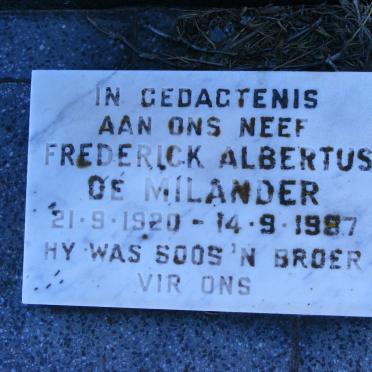 IN GEDAGTENIS
AAN ONS NEEF
FREDERICK ALBERTUS
DE MILANDER
21·9·1920 - 14·9·1987
HY WAS SOOS 'N BROER
VIR ONS